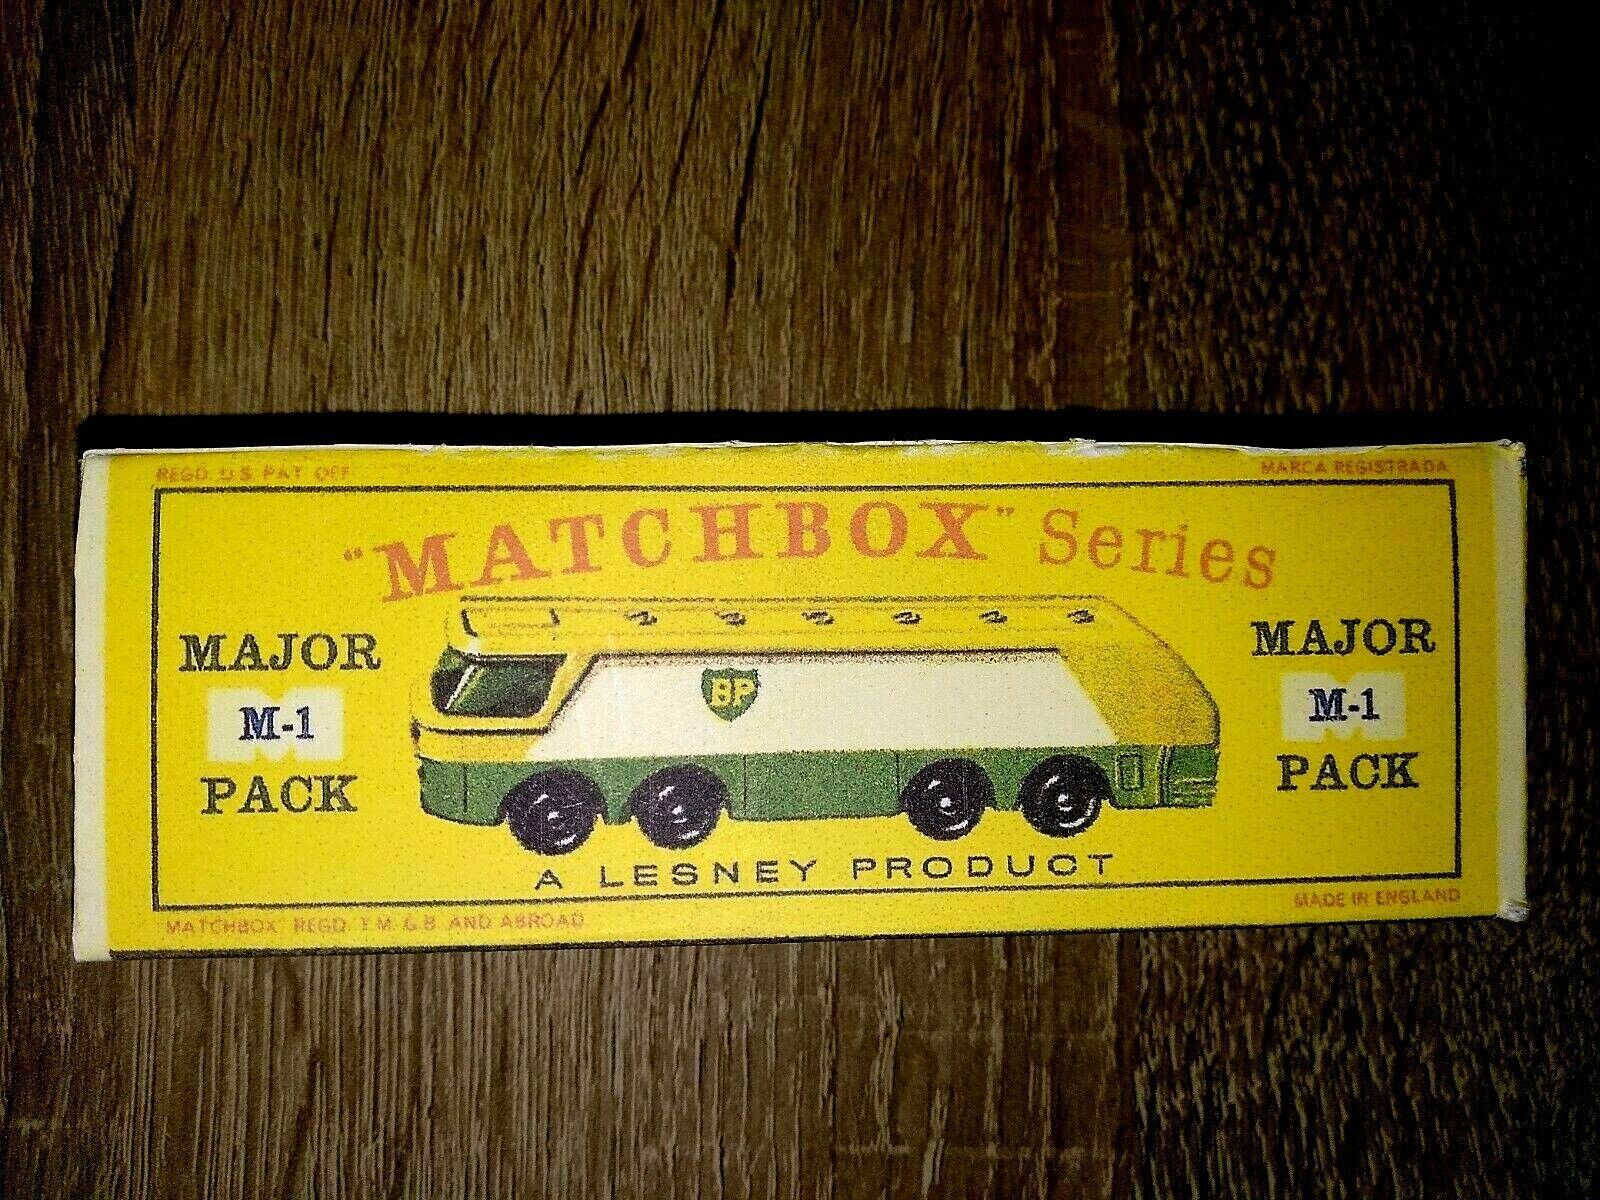 REGD. U.S. PAT. OFF.
MARCA REGISTRADA
"MATCHBOX" Series
MAJOR
M-1
PACK
BP
MAJOR
M-1
PACK
A LESNEY PRODUCT
MATCHBOX REGD. T.M. G.B. AND ABROAD
MADE IN ENGLAND